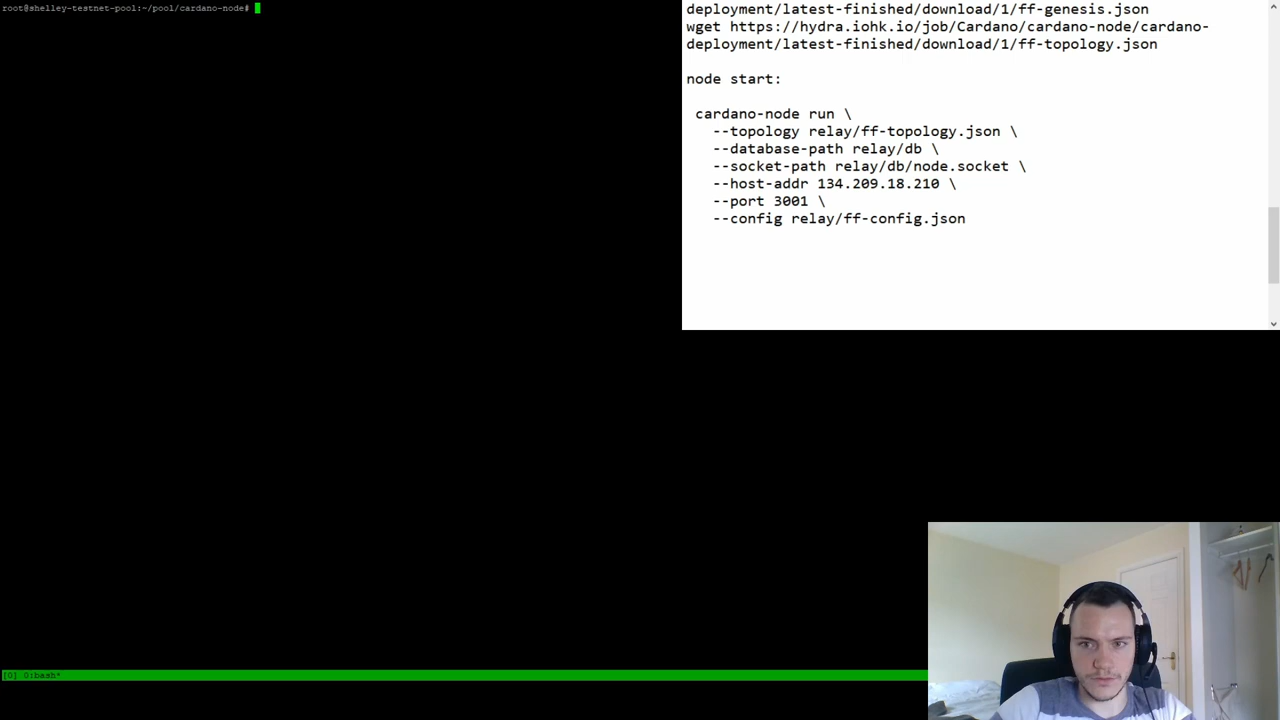 root@shelley-testnet-pool:~/pool/cardano-node#
deployment/latest-finished/download/1/ff-genesis.json
wget https://hydra.iohk.io/job/Cardano/cardano-node/cardano-
deployment/latest-finished/download/1/ff-topology.json
node start:
cardano-node run \
--topology relay/ff-topology.json \
--database-path relay/db \
--socket-path relay/db/node.socket \
--host-addr 134.209.18.210 \
--port 3001 \
--config relay/ff-config.json
[0] 0:bash*